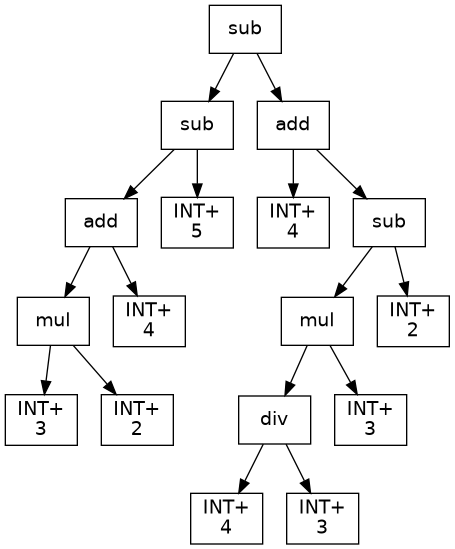 sub
sub
add
add
INT+
5
INT+
4
sub
mul
INT+
4
mul
INT+
2
INT+
3
INT+
2
div
INT+
3
INT+
4
INT+
3